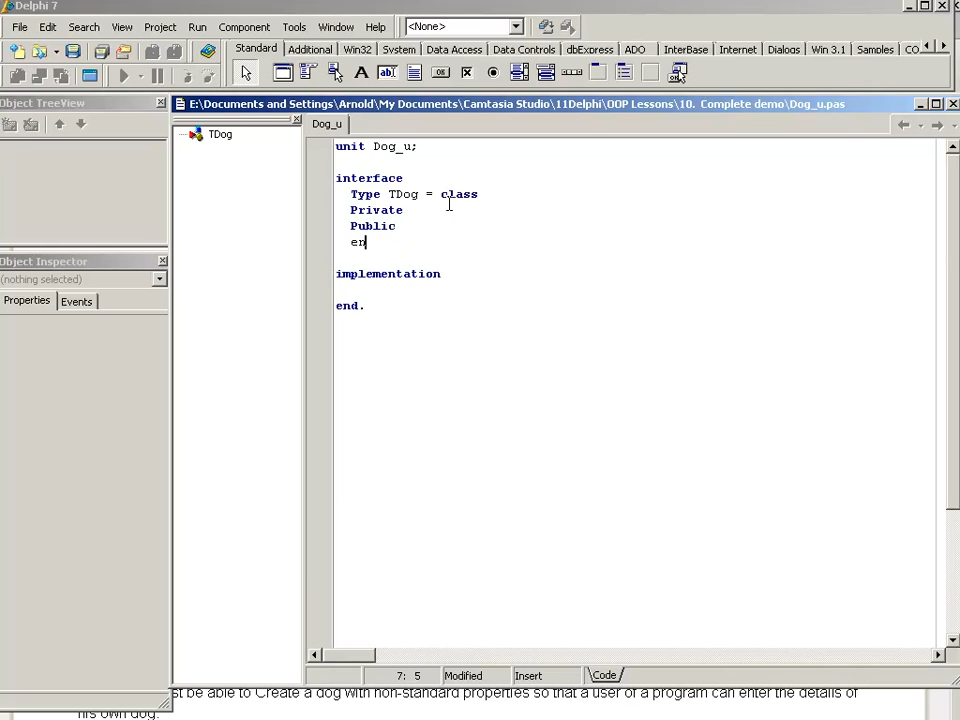 Delphi 7
File Edit Search View Project Run Component Tools Window Help <None>
Standard Additional Win32 System Data Access Data Controls dbExpress ADO InterBase Internet Dialogs Win 3.1 Samples CO
Object TreeView
E:\Documents and Settings\Arnold\My Documents\Camtasia Studio\11Delphi\OOP Lessons\10. Complete demo\Dog_u.pas
TDog
Dog_u
unit Dog_u;
interface
Type TDog = class
Private
Public
en
implementation
end.
Object Inspector
(nothing selected)
Properties Events
7: 5 Modified Insert Code
st be able to Create a dog with non-standard properties so that a user of a program can enter the details of
his own dog.